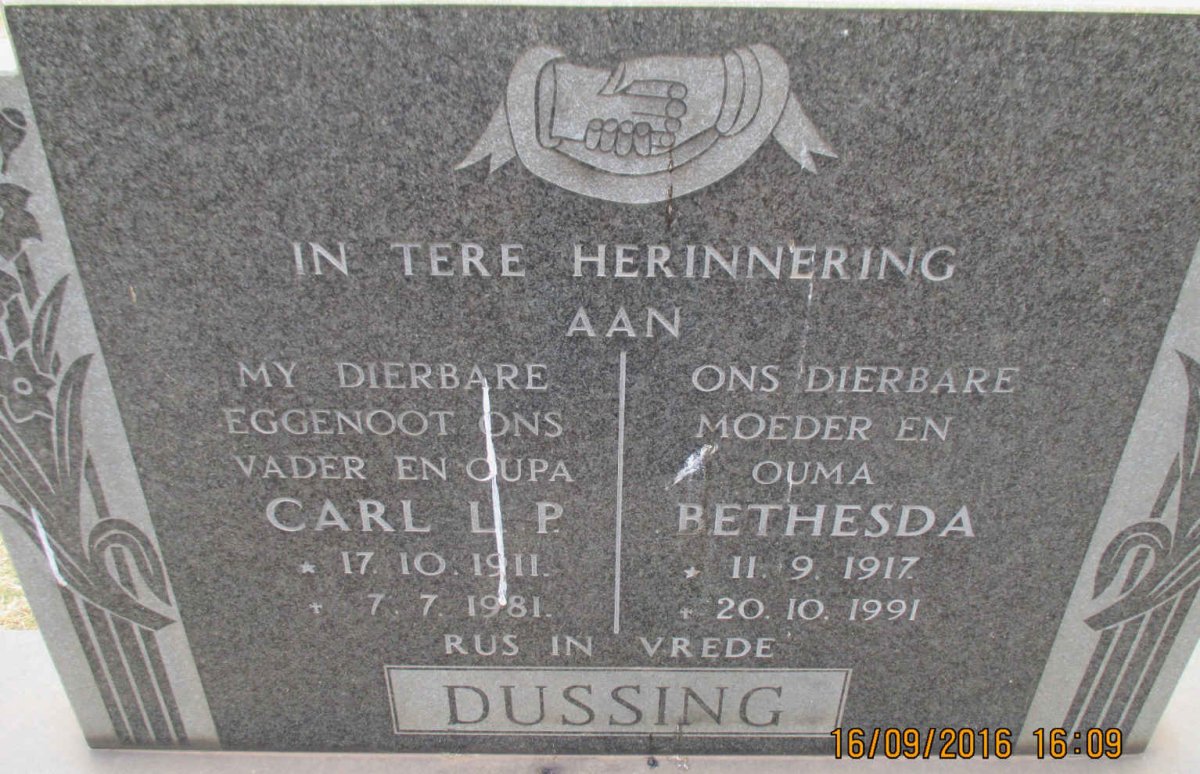 IN TERE HERINNERING
AAN
MY DIERBARE
EGGENOOT ONS
VADER EN OUPA
CARL L. P.
* 17. 10. 1911.
+ 7. 7. 1981.
ONS DIERBARE
MOEDER EN
OUMA
BETHESDA
* 11. 9. 1917.
+ 20. 10. 1991
RUS IN VREDE
DUSSING
16/09/2016 16:09